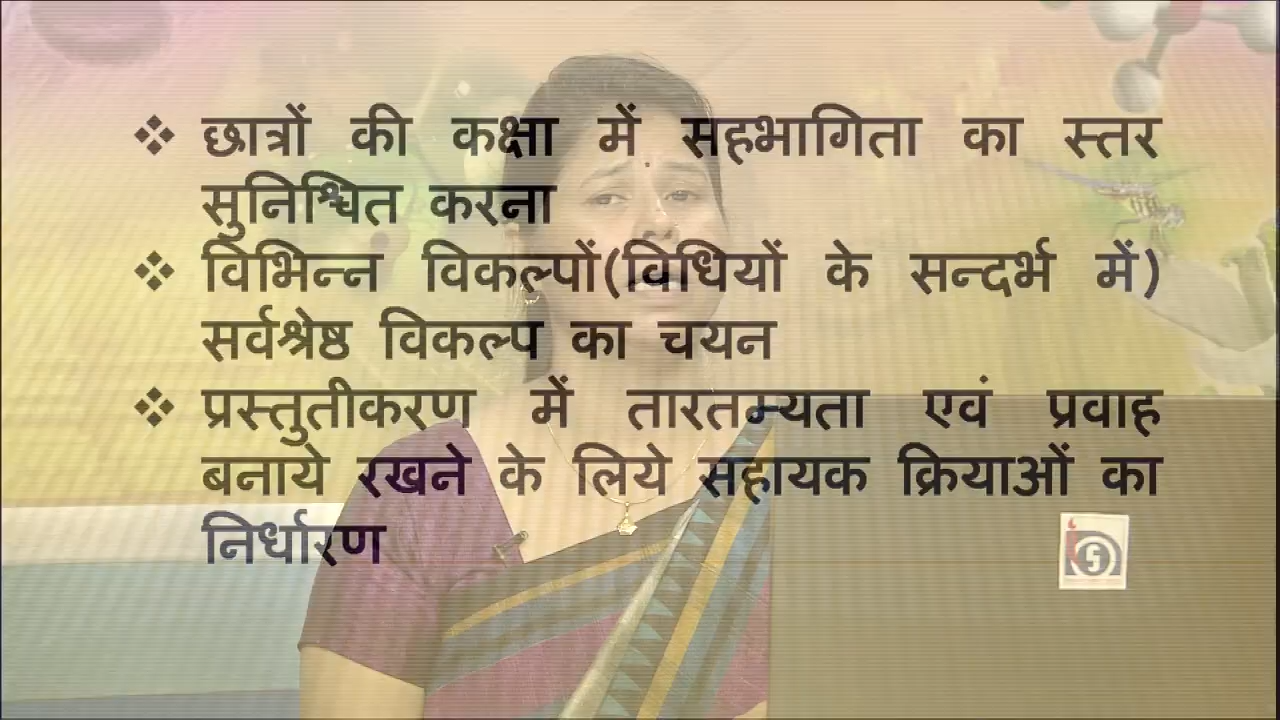 ❖ छात्रों की कक्षा में सहभागिता का स्तर
सुनिश्चित करना
❖ विभिन्न विकल्पों(विधियों के सन्दर्भ में)
सर्वश्रेष्ठ विकल्प का चयन
❖ प्रस्तुतीकरण में तारतम्यता एवं प्रवाह
बनाये रखने के लिये सहायक क्रियाओं का
निर्धारण
5